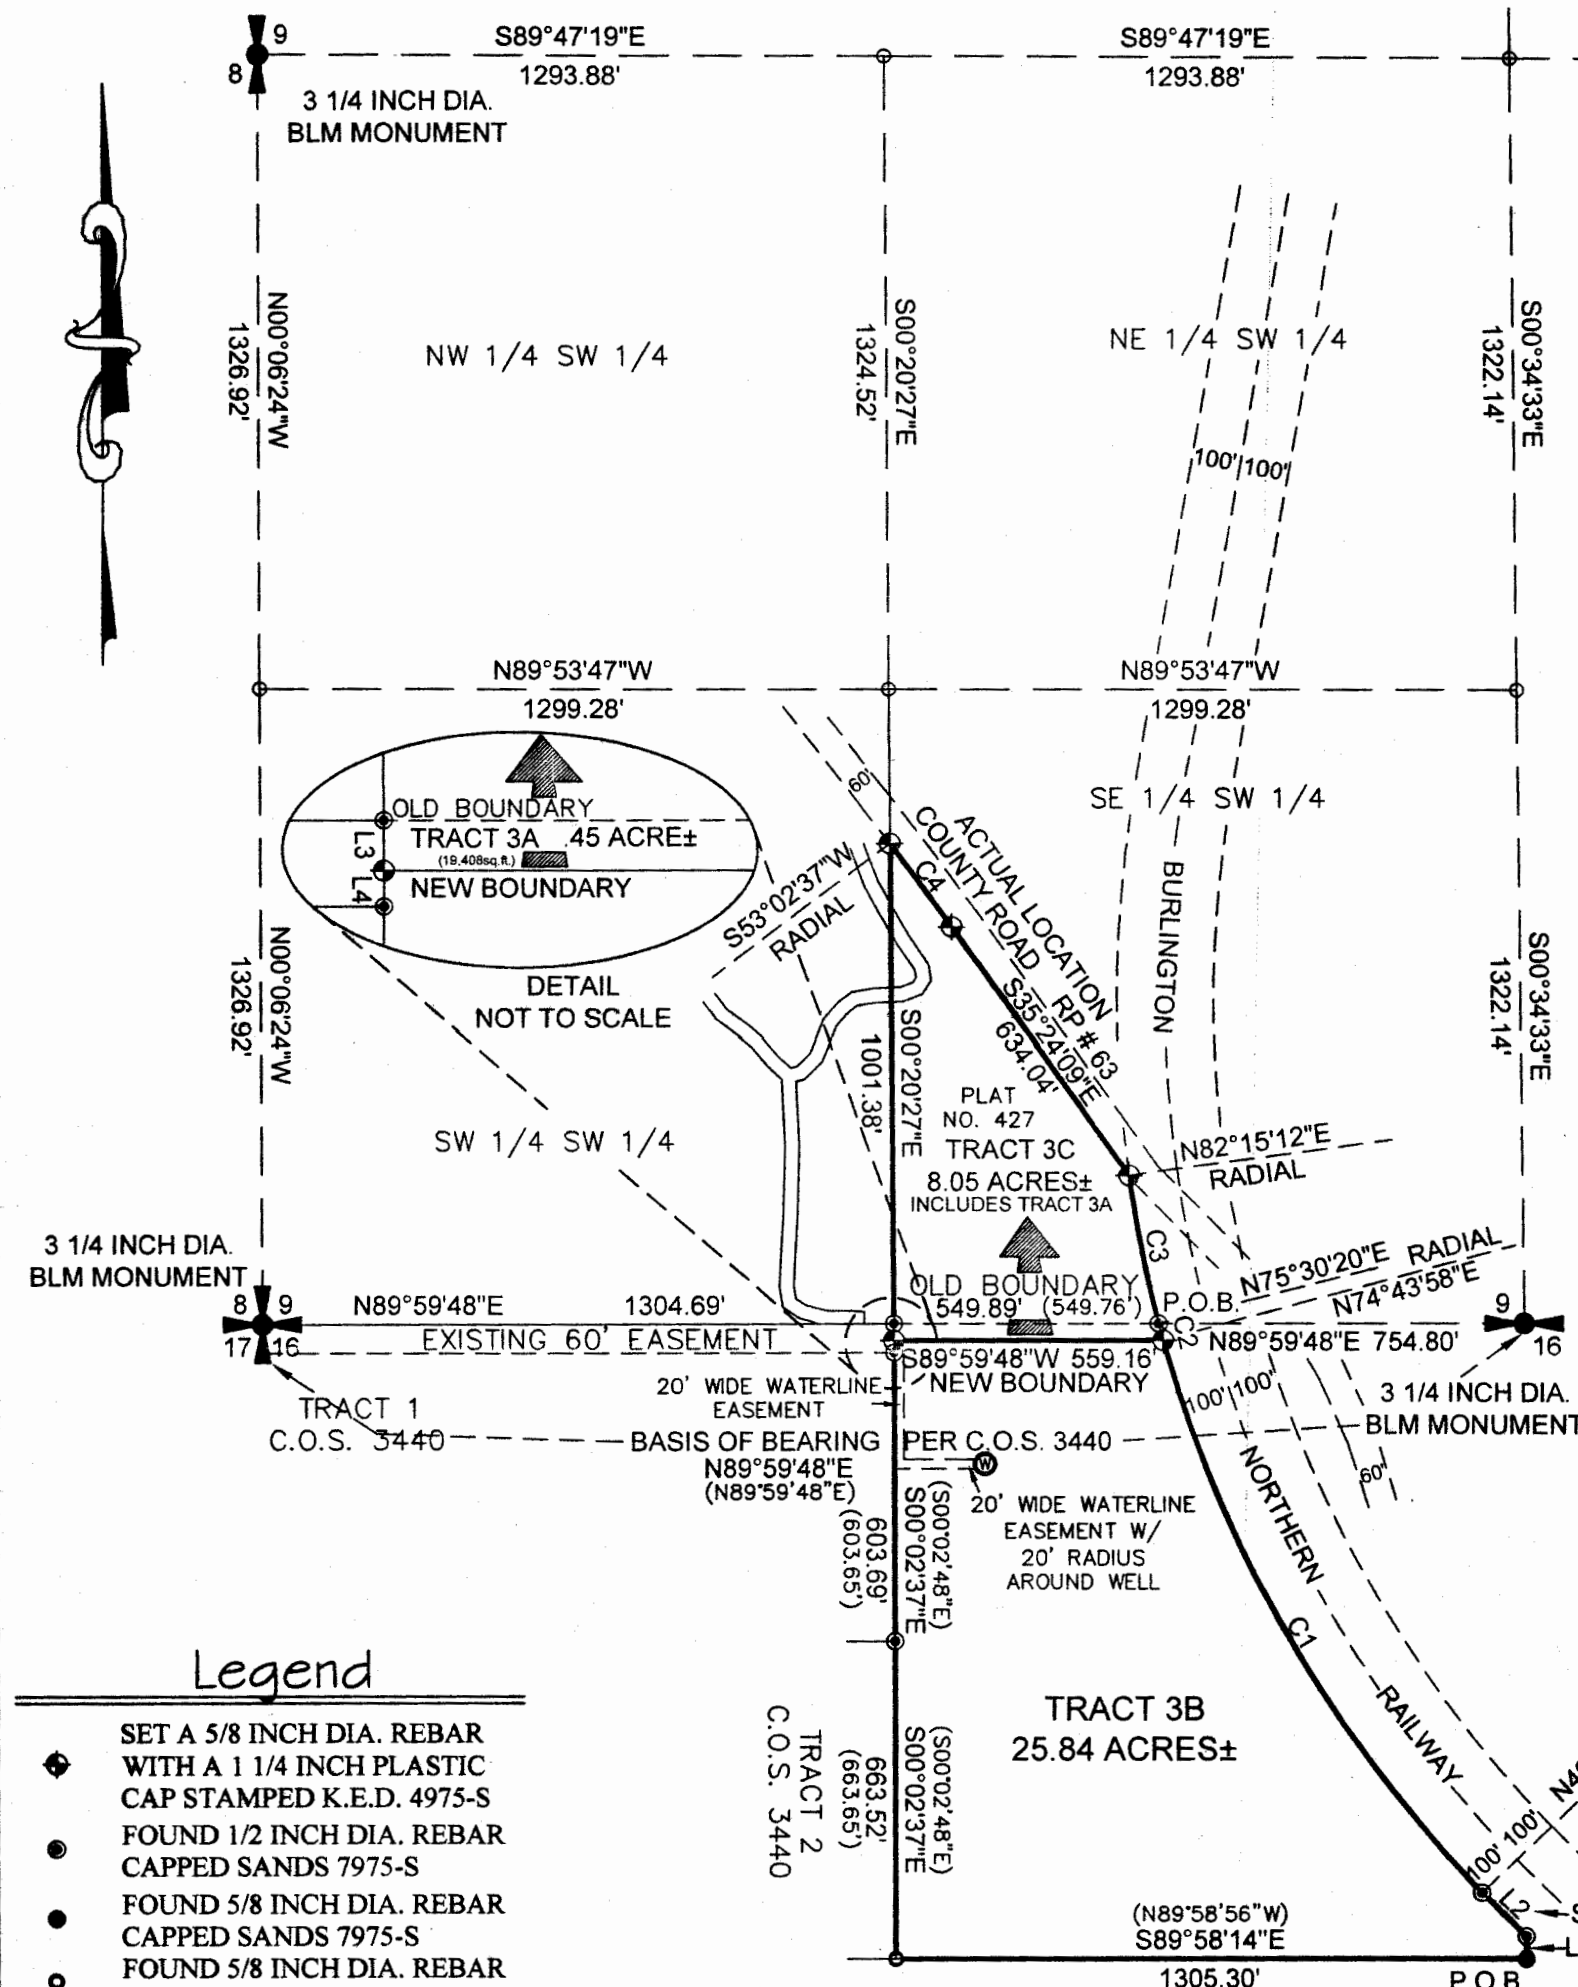 9
8
S89°47'19"E
1293.88'
S89°47'19"E
1293.88'
3 1/4 INCH DIA.
BLM MONUMENT
N00°06'24"W
1326.92'
NW 1/4 SW 1/4
S00°20'27"E
1324.52'
NE 1/4 SW 1/4
S00°34'33"E
1322.14'
100' 100'
N89°53'47"W
1299.28'
N89°53'47"W
1299.28'
60'
SE 1/4 SW 1/4
OLD BOUNDARY
TRACT 3A .45 ACRE±
(19,408sq.ft.)
NEW BOUNDARY
L3
L4
DETAIL
NOT TO SCALE
S53°02'37"W
RADIAL
C4
ACTUAL LOCATION
COUNTY ROAD RP # 63
S35°24'09"E
634.04'
BURLINGTON
N00°06'24"W
1326.92'
S00°20'27"E
1001.38'
S00°34'33"E
1322.14'
PLAT
NO. 427
TRACT 3C
8.05 ACRES±
INCLUDES TRACT 3A
SW 1/4 SW 1/4
N82°15'12"E
RADIAL
C3
3 1/4 INCH DIA.
BLM MONUMENT
8 9
17 16
N89°59'48"E 1304.69'
EXISTING 60' EASEMENT
OLD BOUNDARY
549.89' (549.76')
P.O.B.
C2
N75°30'20"E RADIAL
N74°43'58"E
N89°59'48"E 754.80'
9
16
S89°59'48"W 559.16'
NEW BOUNDARY
20' WIDE WATERLINE
EASEMENT
100' 100'
3 1/4 INCH DIA.
BLM MONUMENT
TRACT 1
C.O.S. 3440
BASIS OF BEARING PER C.O.S. 3440
N89°59'48"E
(N89°59'48"E)
W
60'
20' WIDE WATERLINE
EASEMENT W/
20' RADIUS
AROUND WELL
(S00°02'48"E)
S00°02'37"E
603.69'
(603.65')
NORTHERN
C1
RAILWAY
TRACT 3B
25.84 ACRES±
TRACT 2
C.O.S. 3440
(S00°02'48"E)
S00°02'37"E
663.52'
(663.65')
100' 100'
L2
(N89°58'56"W)
S89°58'14"E
1305.30'
P.O.B.
Legend
SET A 5/8 INCH DIA. REBAR
WITH A 1 1/4 INCH PLASTIC
CAP STAMPED K.E.D. 4975-S
FOUND 1/2 INCH DIA. REBAR
CAPPED SANDS 7975-S
FOUND 5/8 INCH DIA. REBAR
CAPPED SANDS 7975-S
FOUND 5/8 INCH DIA. REBAR